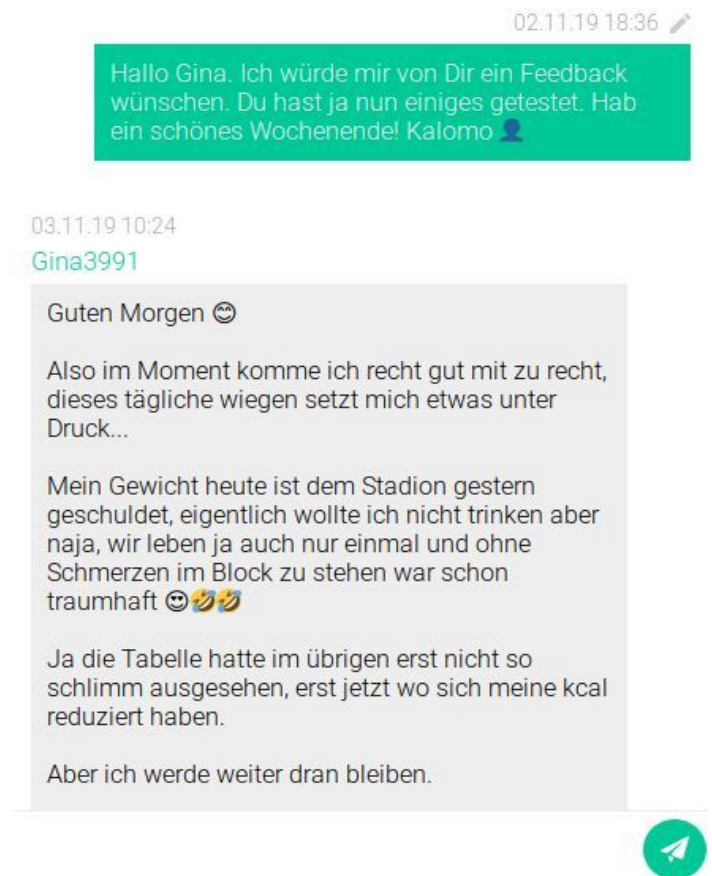 02.11.19 18:36
Hallo Gina. Ich würde mir von Dir ein Feedback
wünschen. Du hast ja nun einiges getestet. Hab
ein schönes Wochenende! Kalomo 👤
03.11.19 10:24
Gina3991
Guten Morgen 😊
Also im Moment komme ich recht gut mit zu recht,
dieses tägliche wiegen setzt mich etwas unter
Druck...
Mein Gewicht heute ist dem Stadion gestern
geschuldet, eigentlich wollte ich nicht trinken aber
naja, wir leben ja auch nur einmal und ohne
Schmerzen im Block zu stehen war schon
traumhaft 😍🤣🤣
Ja die Tabelle hatte im übrigen erst nicht so
schlimm ausgesehen, erst jetzt wo sich meine kcal
reduziert haben.
Aber ich werde weiter dran bleiben.